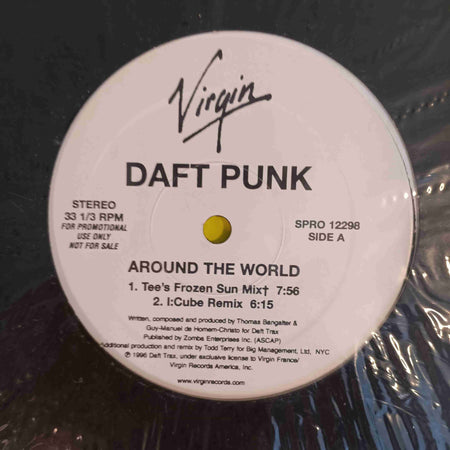 Virgin
DAFT PUNK
STEREO
33 1/3 RPM
FOR PROMOTIONAL
USE ONLY
NOT FOR SALE
SPRO 12298
SIDE A
AROUND THE WORLD
1. Tee's Frozen Sun Mix† 7:56
2. I:Cube Remix 6:15
Written, composed and produced by Thomas Bangalter &
Guy-Manuel de Homem-Christo for Daft Trax
Published by Zomba Enterprises Inc. (ASCAP)
†Additional production and remix by Todd Terry for Big Management, Ltd, NYC
℗ 1996 Daft Trax, under exclusive license to Virgin France/
Virgin Records America, Inc.
www.virginrecords.com